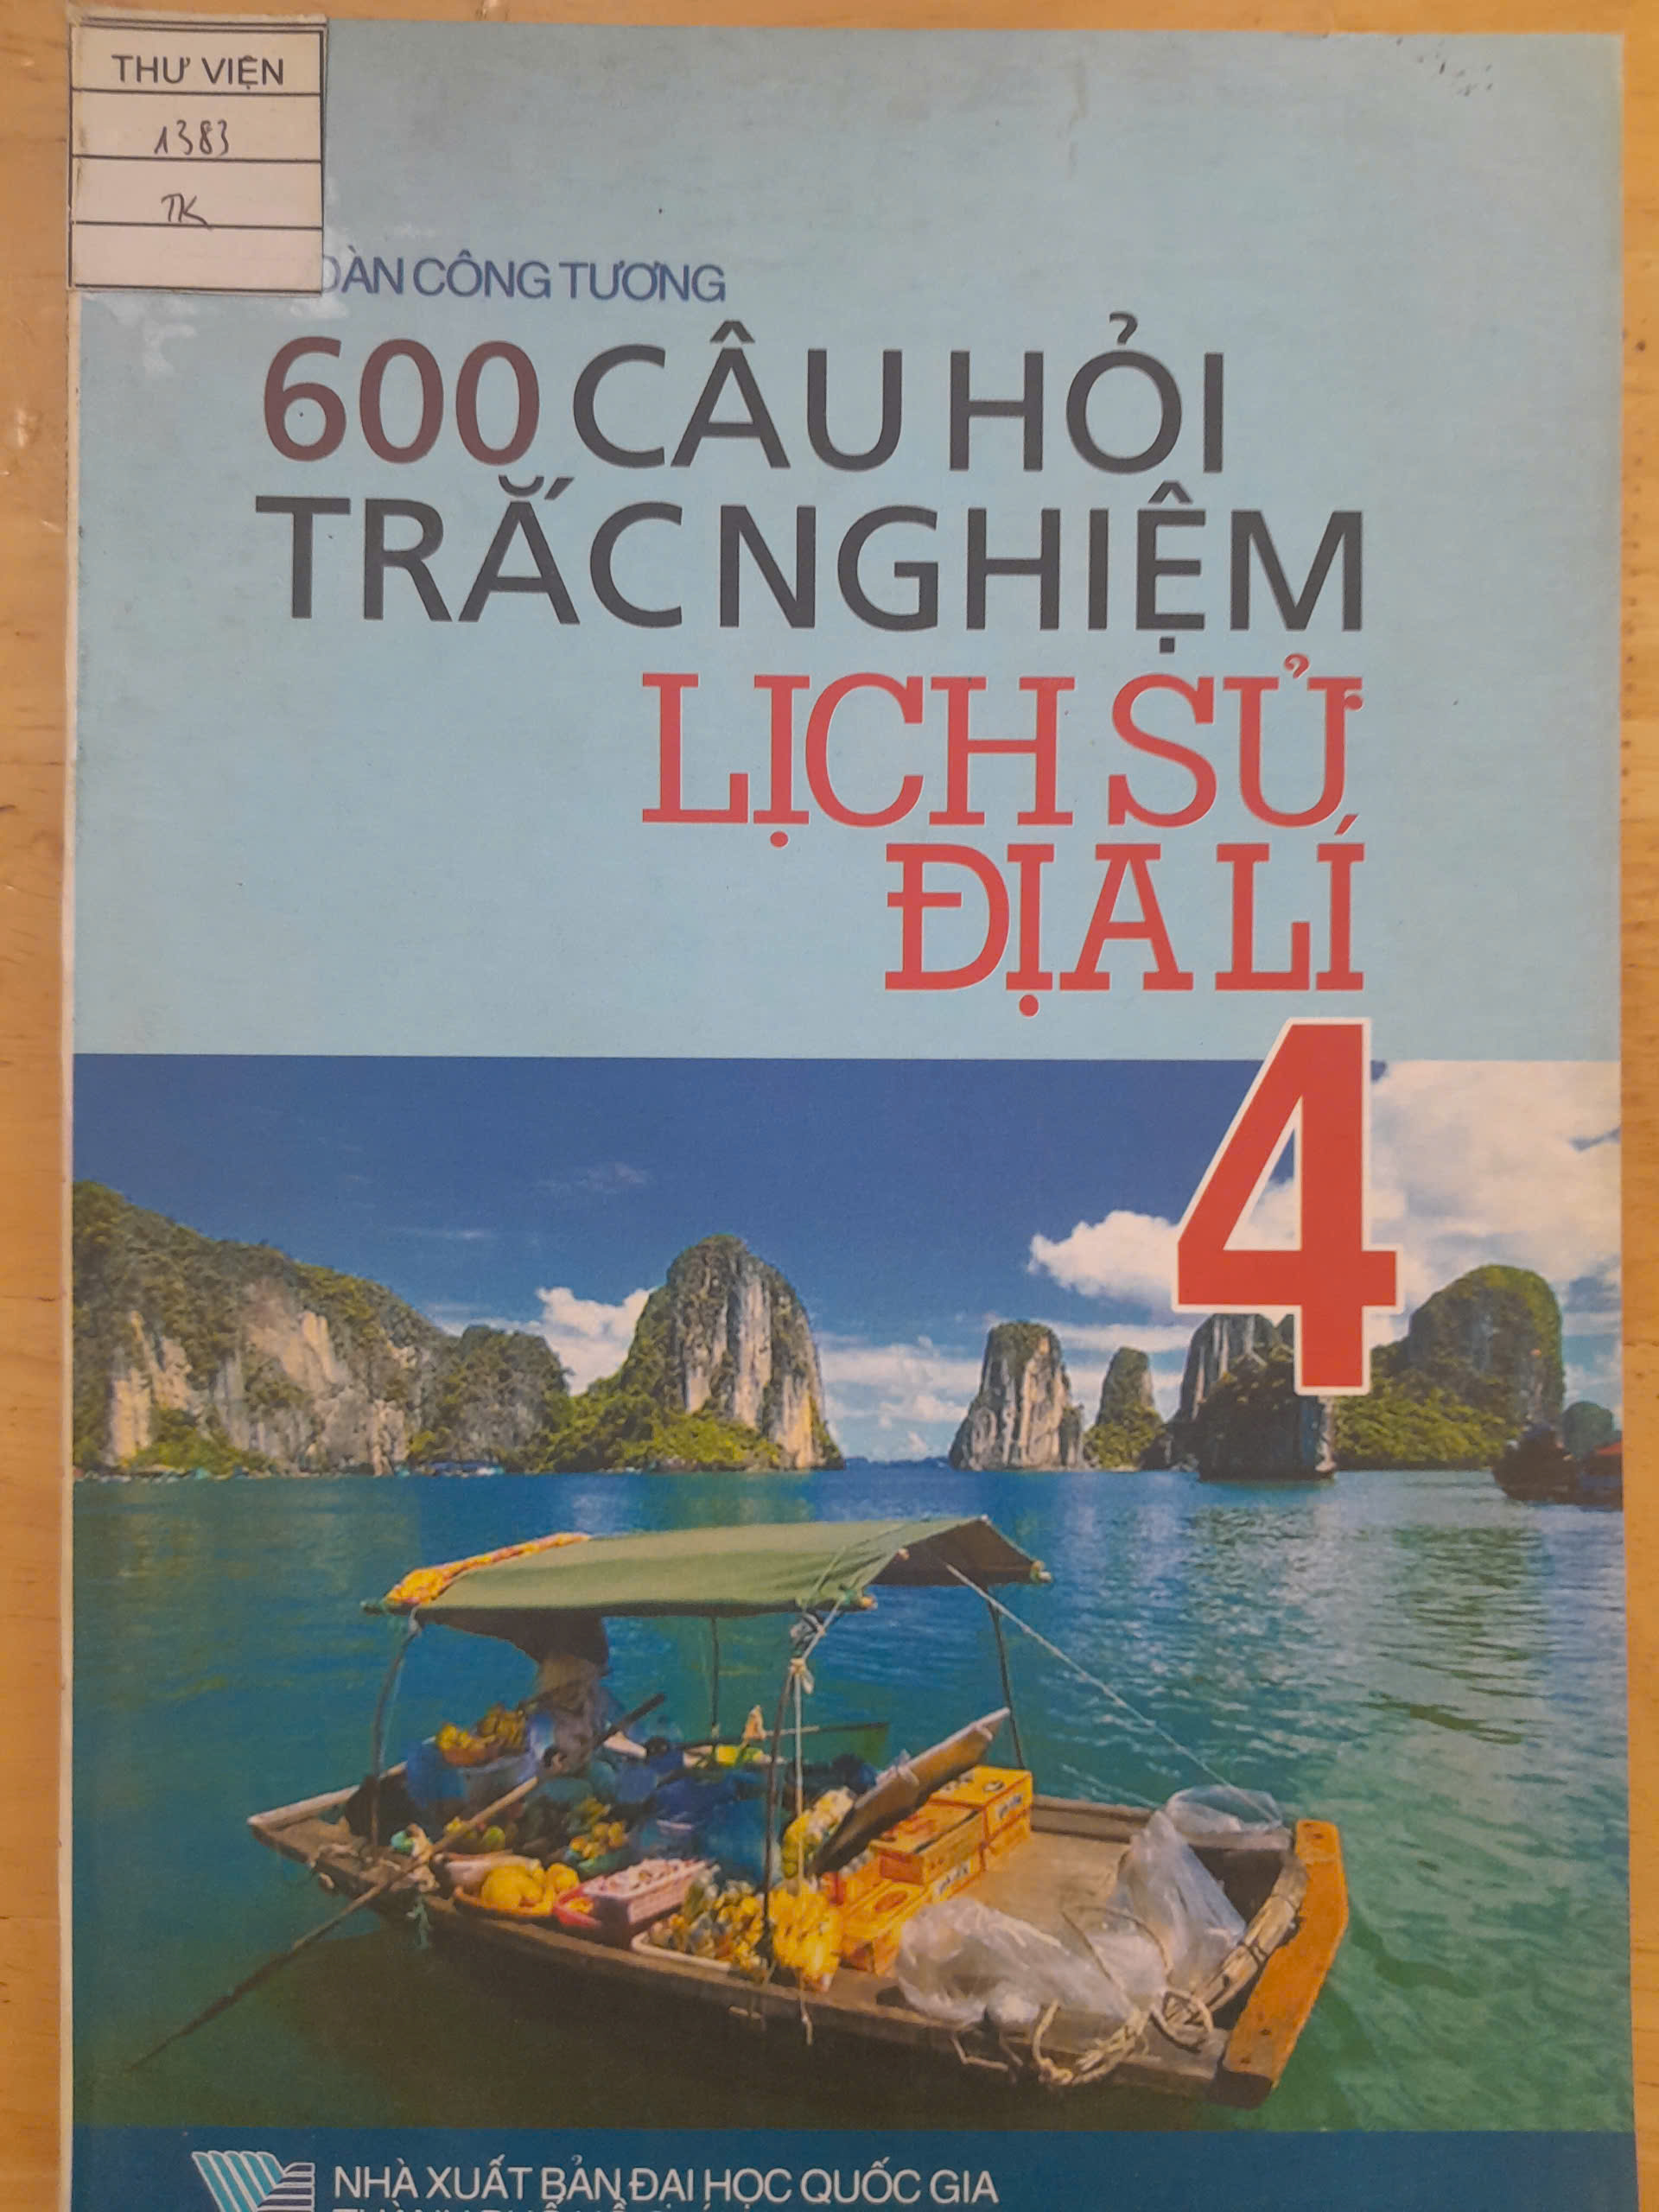 THƯ VIỆN
1383
TK
CÔNG TƯƠNG
600 CÂU HỎI
TRẮC NGHIỆM
LỊCH SỬ
ĐỊA LÍ
4
NHÀ XUẤT BẢN ĐẠI HỌC QUỐC GIA